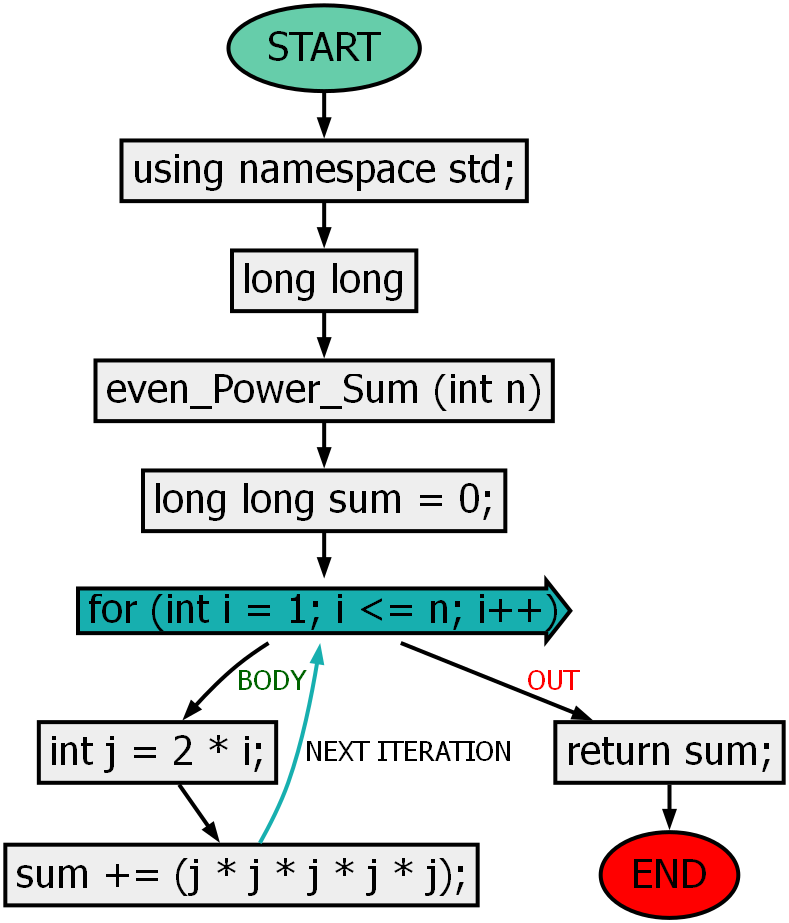 START
using namespace std;
long long
even_Power_Sum (int n)
long long sum = 0;
for (int i = 1; i <= n; i++)
BODY
OUT
int j = 2 * i;
NEXT ITERATION
return sum;
sum += (j * j * j * j * j);
END